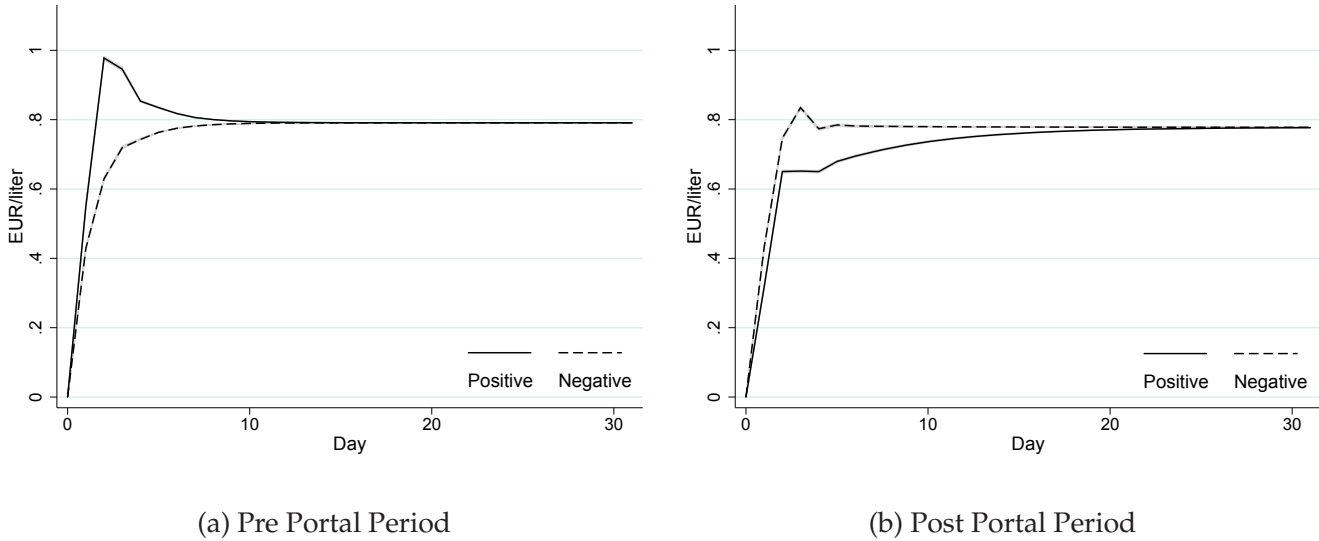 EUR/liter
1
.8
.6
.4
.2
0
0 10 20 30
Day
Positive Negative
(a) Pre Portal Period
EUR/liter
1
.8
.6
.4
.2
0
0 10 20 30
Day
Positive Negative
(b) Post Portal Period